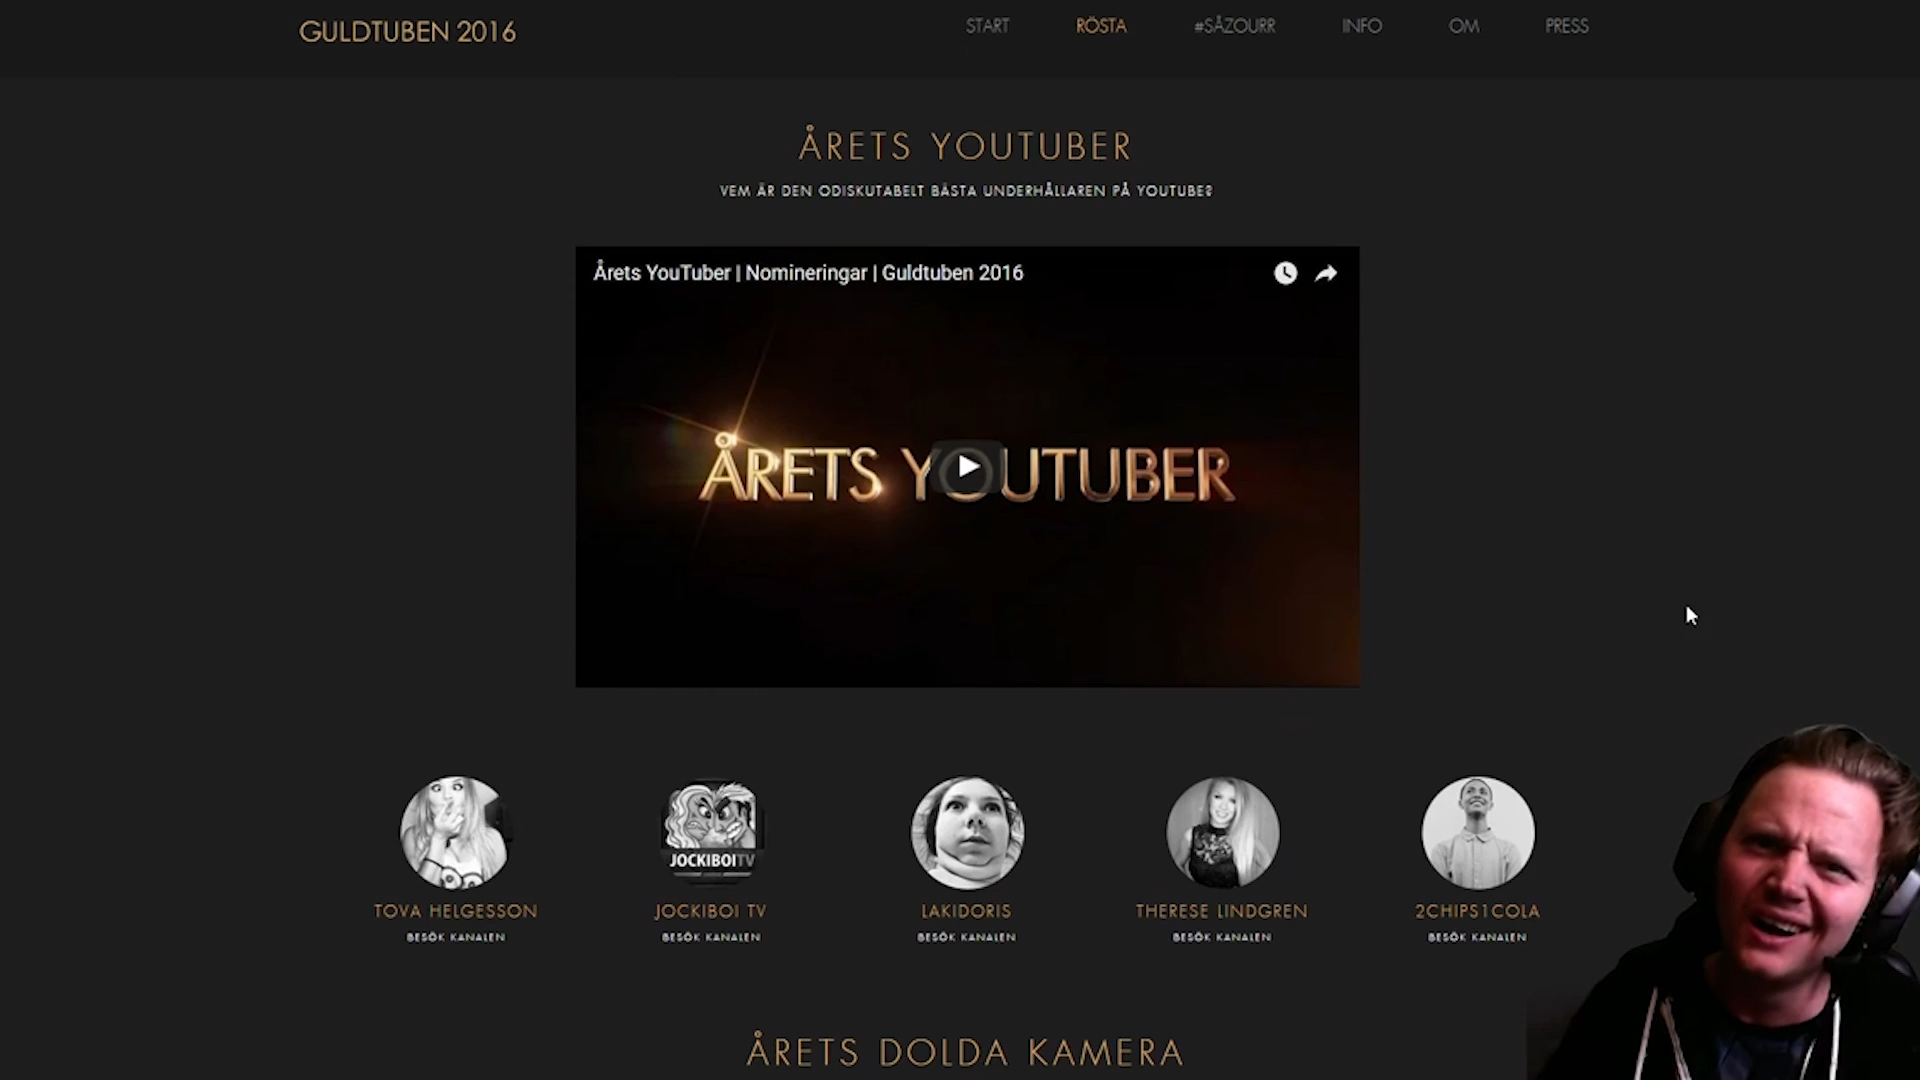 GULDTUBEN 2016
START
RÖSTA
#SÅZOURR
INFO
OM
PRESS
ÅRETS YOUTUBER
VEM ÄR DEN ODISKUTABELT BÄSTA UNDERHÅLLAREN PÅ YOUTUBE?
Årets YouTuber | Nomineringar | Guldtuben 2016
ÅRETS YOUTUBER
JOCKIBOITV
TOVA HELGESSON
JOCKIBOI TV
LAKIDORIS
THERESE LINDGREN
2CHIPS1COLA
BESÖK KANALEN
BESÖK KANALEN
BESÖK KANALEN
BESÖK KANALEN
BESÖK KANALEN
ÅRETS DOLDA KAMERA